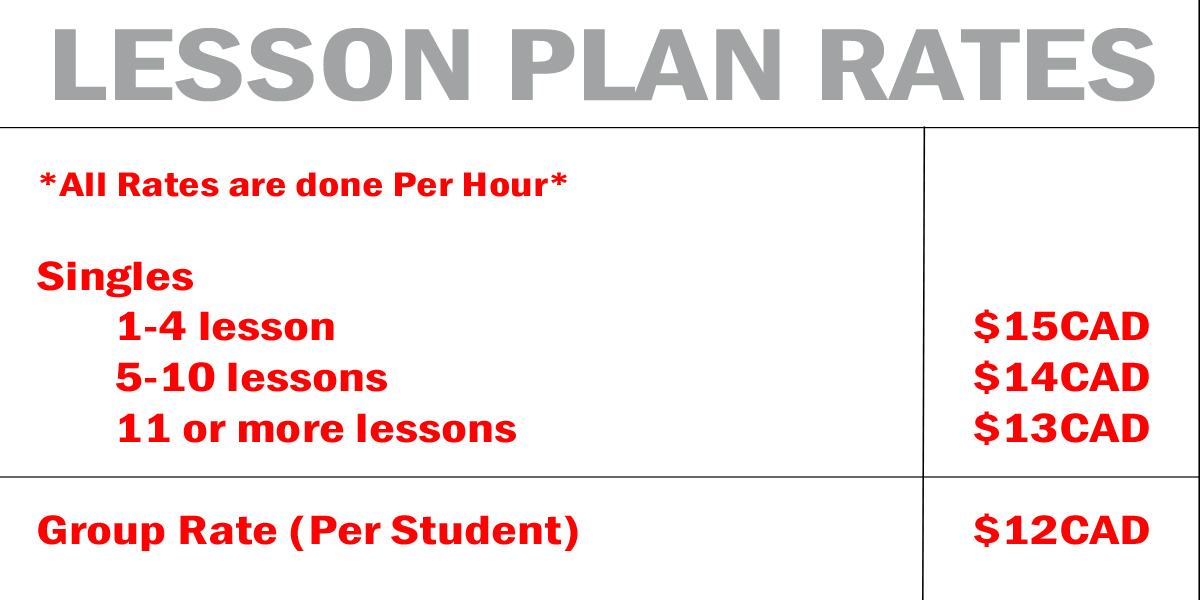 LESSON PLAN RATES
*All Rates are done Per Hour*
Singles
1-4 lesson $15CAD
5-10 lessons $14CAD
11 or more lessons $13CAD
Group Rate (Per Student) $12CAD